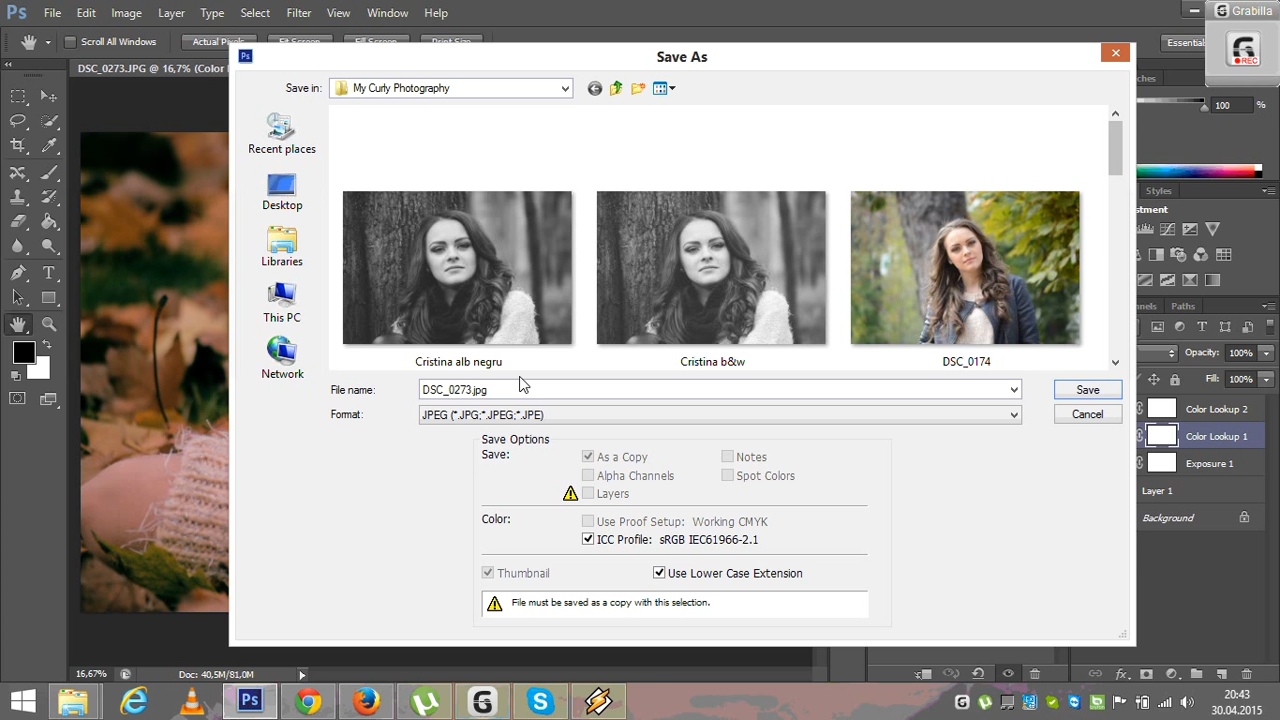 Ps File Edit Image Layer Type Select Filter View Window Help
Grabilla
Scroll All Windows Actual Pixels Fit Screen Fill Screen Print Size Essential
REC
DSC_0273.JPG @ 16,7% (Color
Save As
ches
100 %
Save in: My Curly Photography
Recent places
Desktop
Libraries
This PC
Network
Cristina alb negru
Cristina b&w
DSC_0174
Styles
stment
nnels Paths
Opacity: 100%
Fill: 100%
File name: DSC_0273.jpg Save
Format: JPEG (*.JPG;*.JPEG;*.JPE) Cancel
Color Lookup 2
Color Lookup 1
Exposure 1
Layer 1
Background
Save Options
Save: As a Copy Notes
Alpha Channels Spot Colors
Layers
Color: Use Proof Setup: Working CMYK
ICC Profile: sRGB IEC61966-2.1
Thumbnail Use Lower Case Extension
File must be saved as a copy with this selection.
16,67% Doc: 40,5M/81,0M
fx
Ps
20:43
30.04.2015